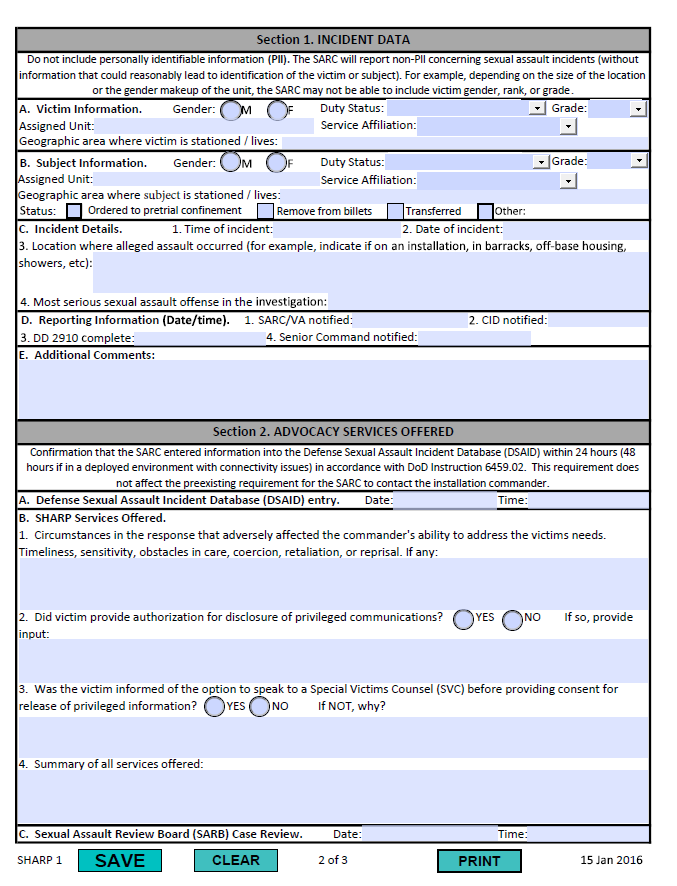 Section 1. INCIDENT DATA
Do not include personally identifiable information (PII). The SARC will report non-PII concerning sexual assault incidents (without
information that could reasonably lead to identification of the victim or subject). For example, depending on the size of the location
or the gender makeup of the unit, the SARC may not be able to include victim gender, rank, or grade.
A. Victim Information. Gender: M F Duty Status: Grade:
Assigned Unit: Service Affiliation:
Geographic area where victim is stationed / lives:
B. Subject Information. Gender: M F Duty Status: Grade:
Assigned Unit: Service Affiliation:
Geographic area where subject is stationed / lives:
Status: Ordered to pretrial confinement Remove from billets Transferred Other:
C. Incident Details. 1. Time of incident: 2. Date of incident:
3. Location where alleged assault occurred (for example, indicate if on an installation, in barracks, off-base housing,
showers, etc):
4. Most serious sexual assault offense in the investigation:
D. Reporting Information (Date/time). 1. SARC/VA notified: 2. CID notified:
3. DD 2910 complete: 4. Senior Command notified:
E. Additional Comments:
Section 2. ADVOCACY SERVICES OFFERED
Confirmation that the SARC entered information into the Defense Sexual Assault Incident Database (DSAID) within 24 hours (48
hours if in a deployed environment with connectivity issues) in accordance with DoD Instruction 6459.02. This requirement does
not affect the preexisting requirement for the SARC to contact the installation commander.
A. Defense Sexual Assault Incident Database (DSAID) entry. Date: Time:
B. SHARP Services Offered.
1. Circumstances in the response that adversely affected the commander's ability to address the victims needs.
Timeliness, sensitivity, obstacles in care, coercion, retaliation, or reprisal. If any:
2. Did victim provide authorization for disclosure of privileged communications? YES NO If so, provide
input:
3. Was the victim informed of the option to speak to a Special Victims Counsel (SVC) before providing consent for
release of privileged information? YES NO If NOT, why?
4. Summary of all services offered:
C. Sexual Assault Review Board (SARB) Case Review. Date: Time:
SHARP 1 SAVE CLEAR 2 of 3 PRINT 15 Jan 2016